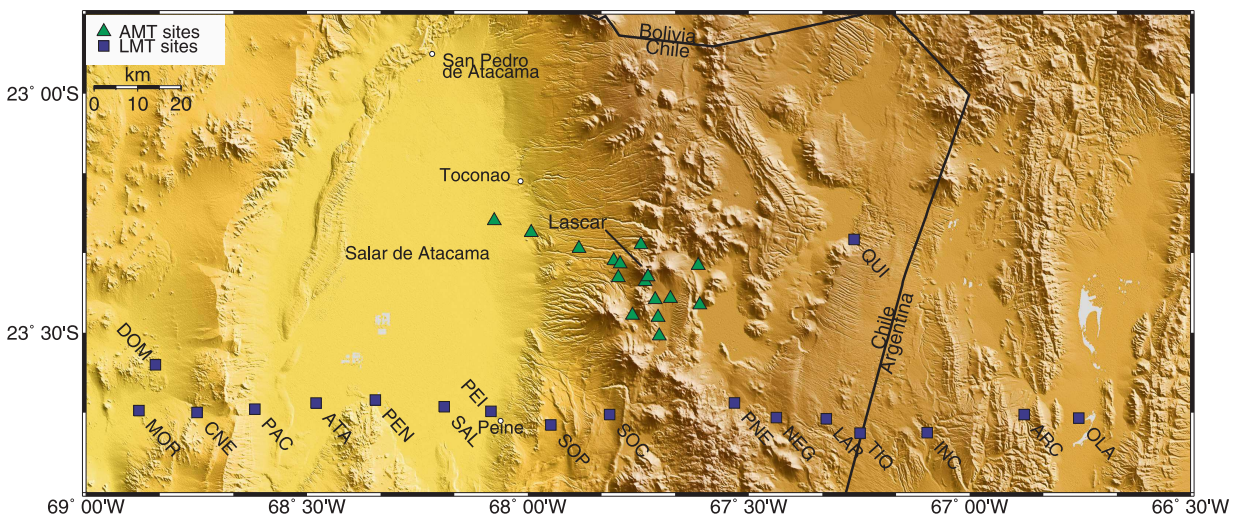 AMT sites
LMT sites
km
0 10 20
Bolivia
Chile
San Pedro
de Atacama
23° 00'S
Toconao
Lascar
Salar de Atacama
QUI
Chile
Argentina
23° 30'S
DOM
MOR
CNE
PAC
ATA
PEN
SAL
PEI
Peine
SOP
SOC
PNE
NEG
LAR
TIQ
INC
ARC
OLA
69° 00'W 68° 30'W 68° 00'W 67° 30'W 67° 00'W 66° 30'W